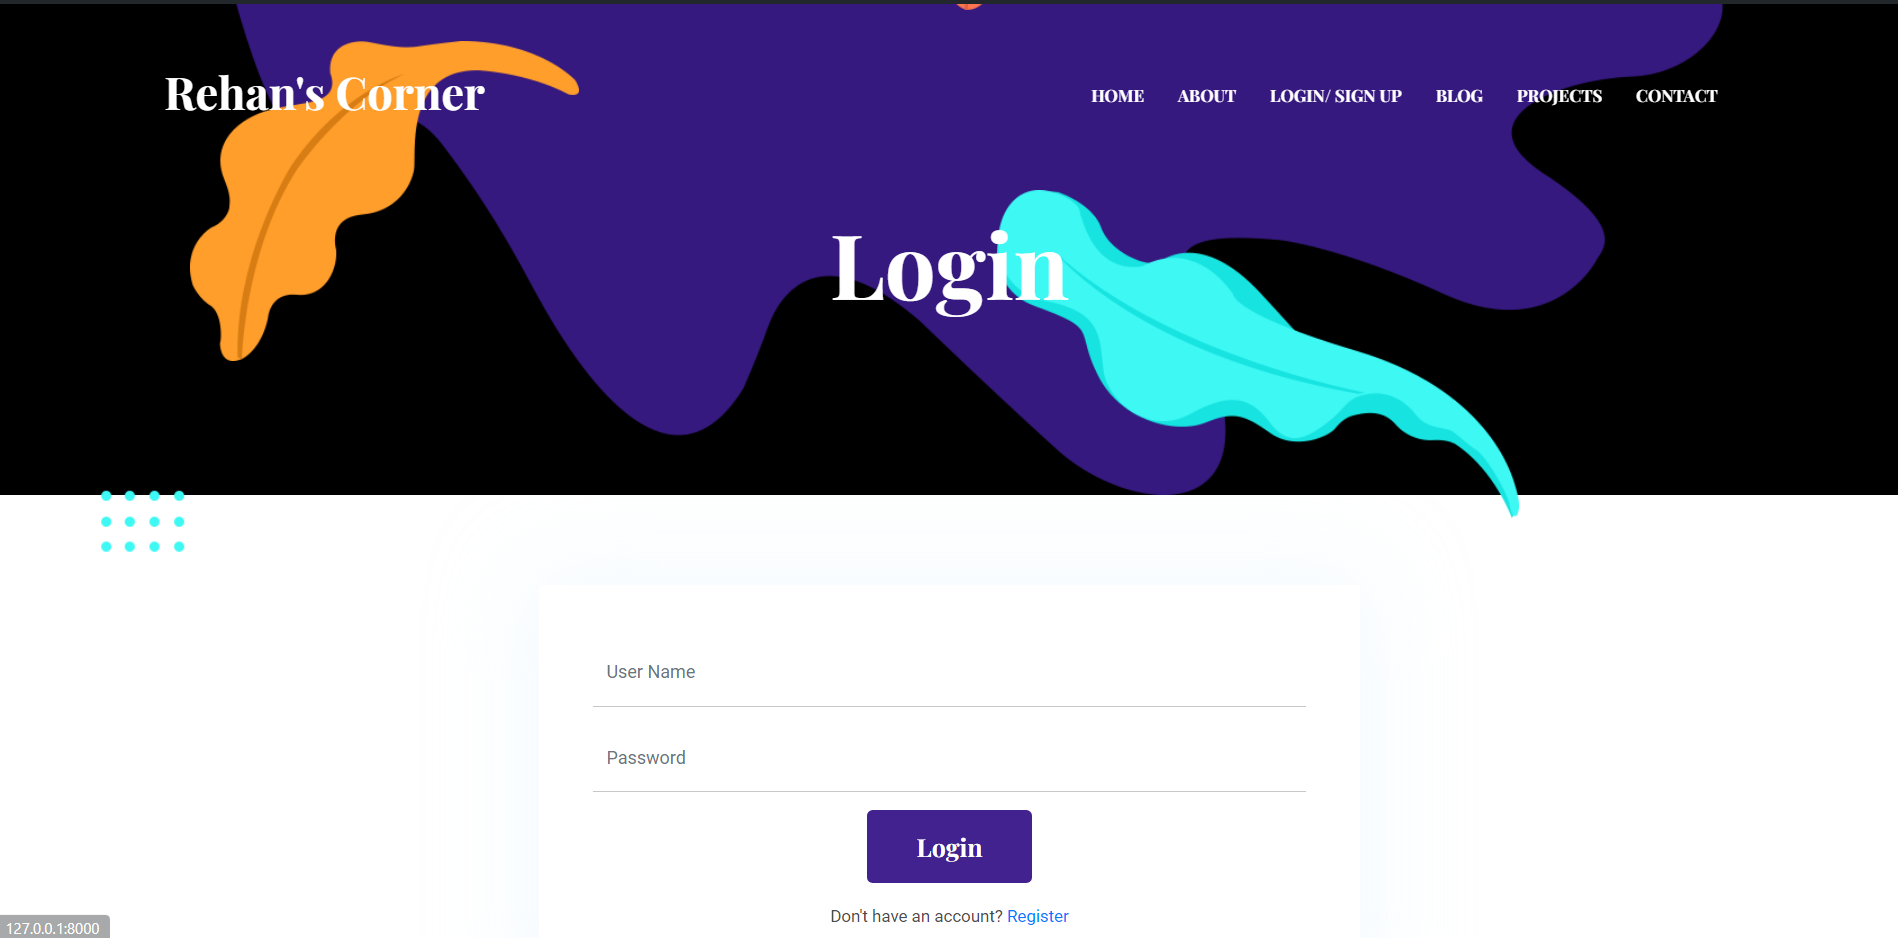 Rehan's Corner
HOME ABOUT LOGIN/ SIGN UP BLOG PROJECTS CONTACT
Login
User Name
Password
Login
Don't have an account? Register
127.0.0.1:8000